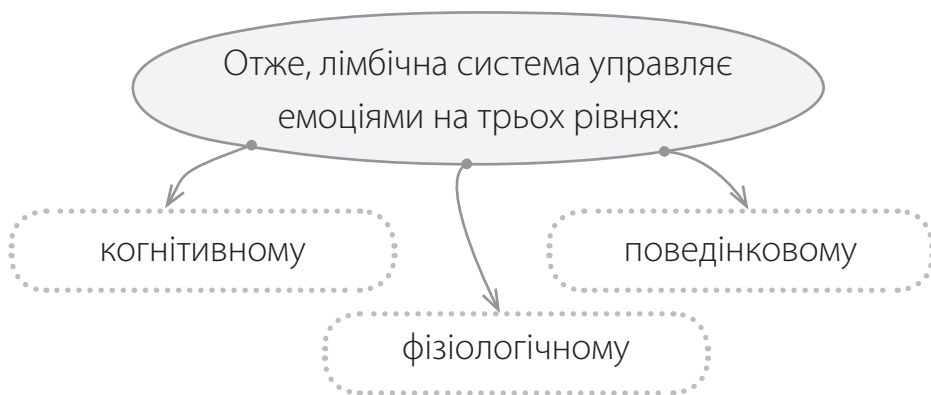 Отже, лімбічна система управляє
емоціями на трьох рівнях:
когнітивному
поведінковому
фізіологічному